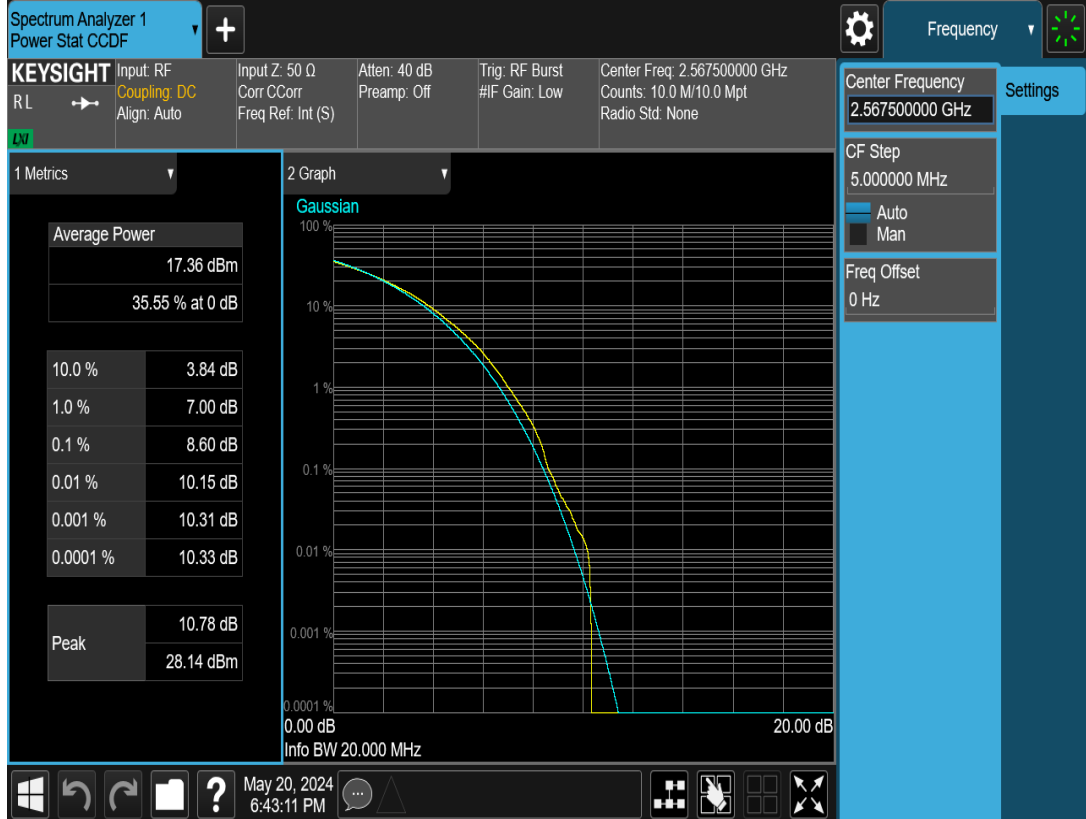 Spectrum Analyzer 1
Power Stat CCDF
+
Frequency
KEYSIGHT
RL
LXI
Input: RF
Coupling: DC
Align: Auto
Input Z: 50 Ω
Corr CCorr
Freq Ref: Int (S)
Atten: 40 dB
Preamp: Off
Trig: RF Burst
#IF Gain: Low
Center Freq: 2.567500000 GHz
Counts: 10.0 M/10.0 Mpt
Radio Std: None
Center Frequency
2.567500000 GHz
Settings
CF Step
5.000000 MHz
Auto
Man
Freq Offset
0 Hz
1 Metrics
Average Power
17.36 dBm
35.55 % at 0 dB
10.0 % 3.84 dB
1.0 % 7.00 dB
0.1 % 8.60 dB
0.01 % 10.15 dB
0.001 % 10.31 dB
0.0001 % 10.33 dB
Peak 10.78 dB
28.14 dBm
2 Graph
Gaussian
100 %
10 %
1 %
0.1 %
0.01 %
0.001 %
0.0001 %
0.00 dB 20.00 dB
Info BW 20.000 MHz
?
May 20, 2024
6:43:11 PM